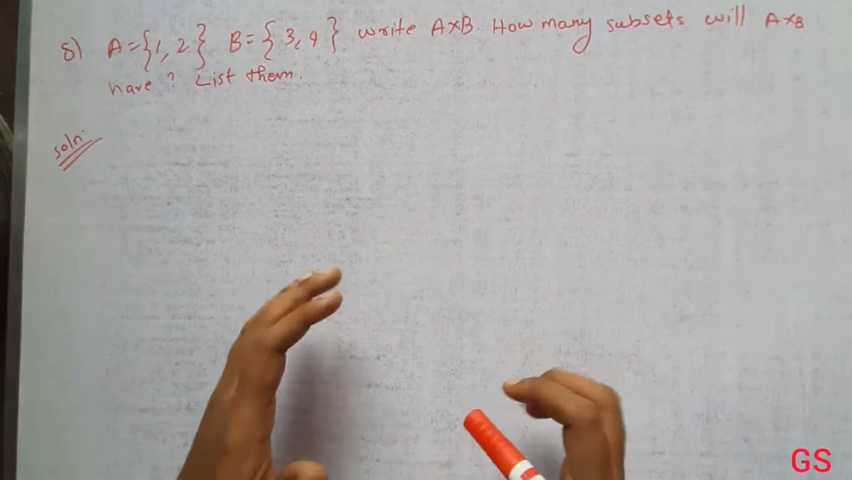 8) A={1, 2} B={3, 4} write A×B. How many subsets will A×B
have? List them.
soln:
GS